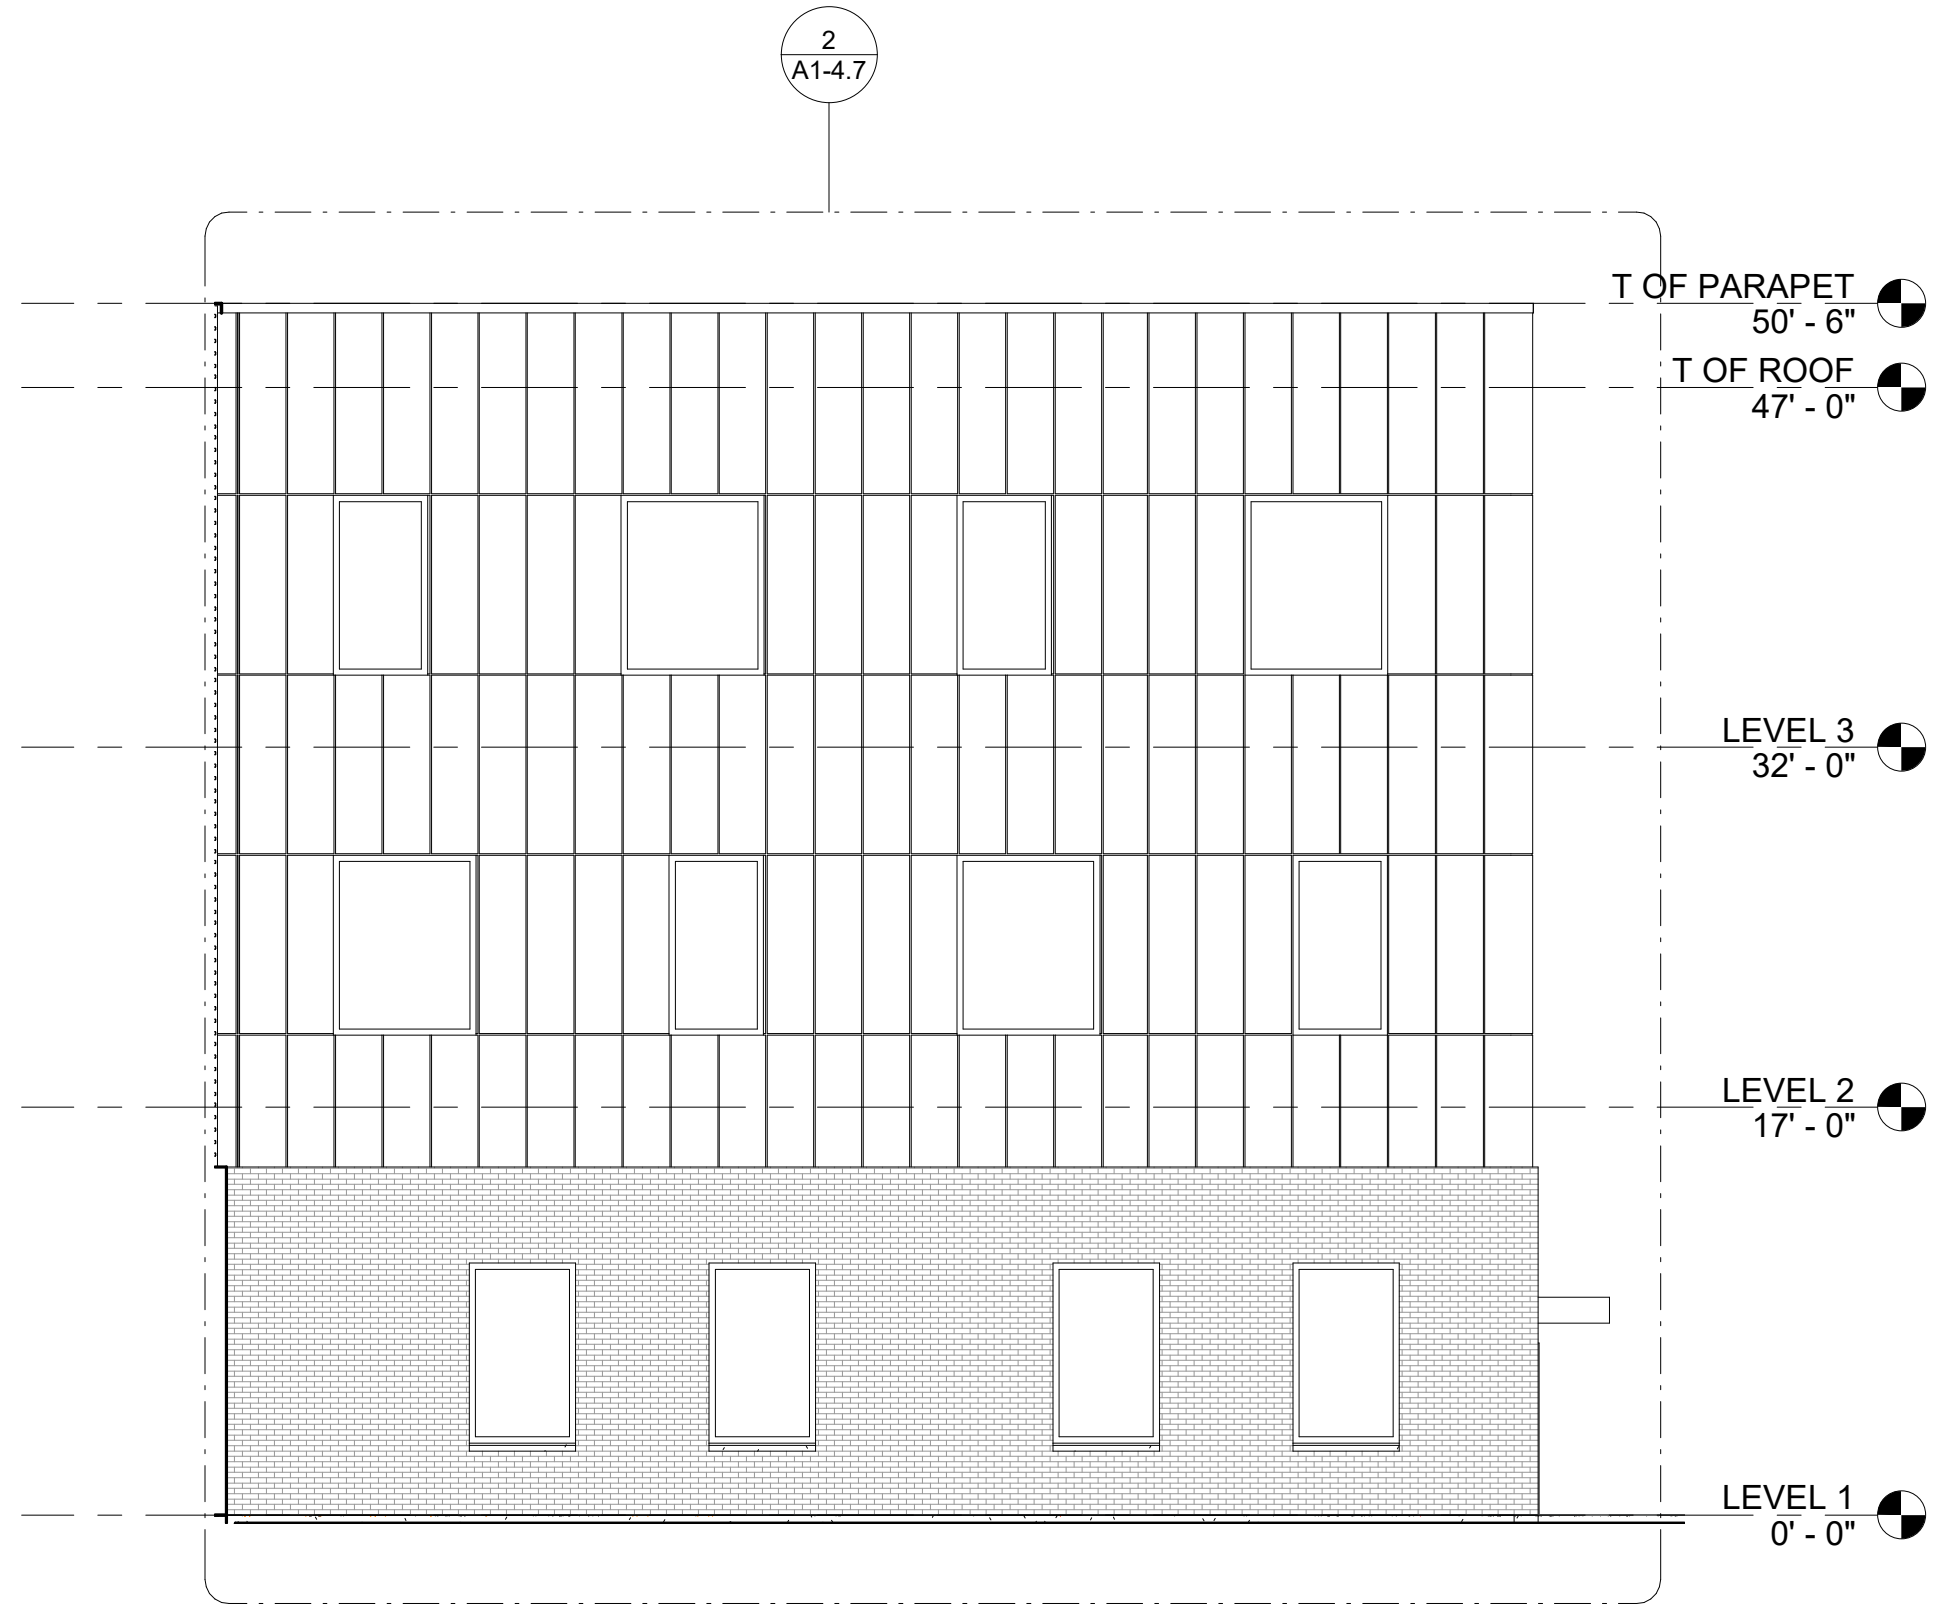 2
A1-4.7
T OF PARAPET
50' - 6"
T OF ROOF
47' - 0"
LEVEL 3
32' - 0"
LEVEL 2
17' - 0"
LEVEL 1
0' - 0"